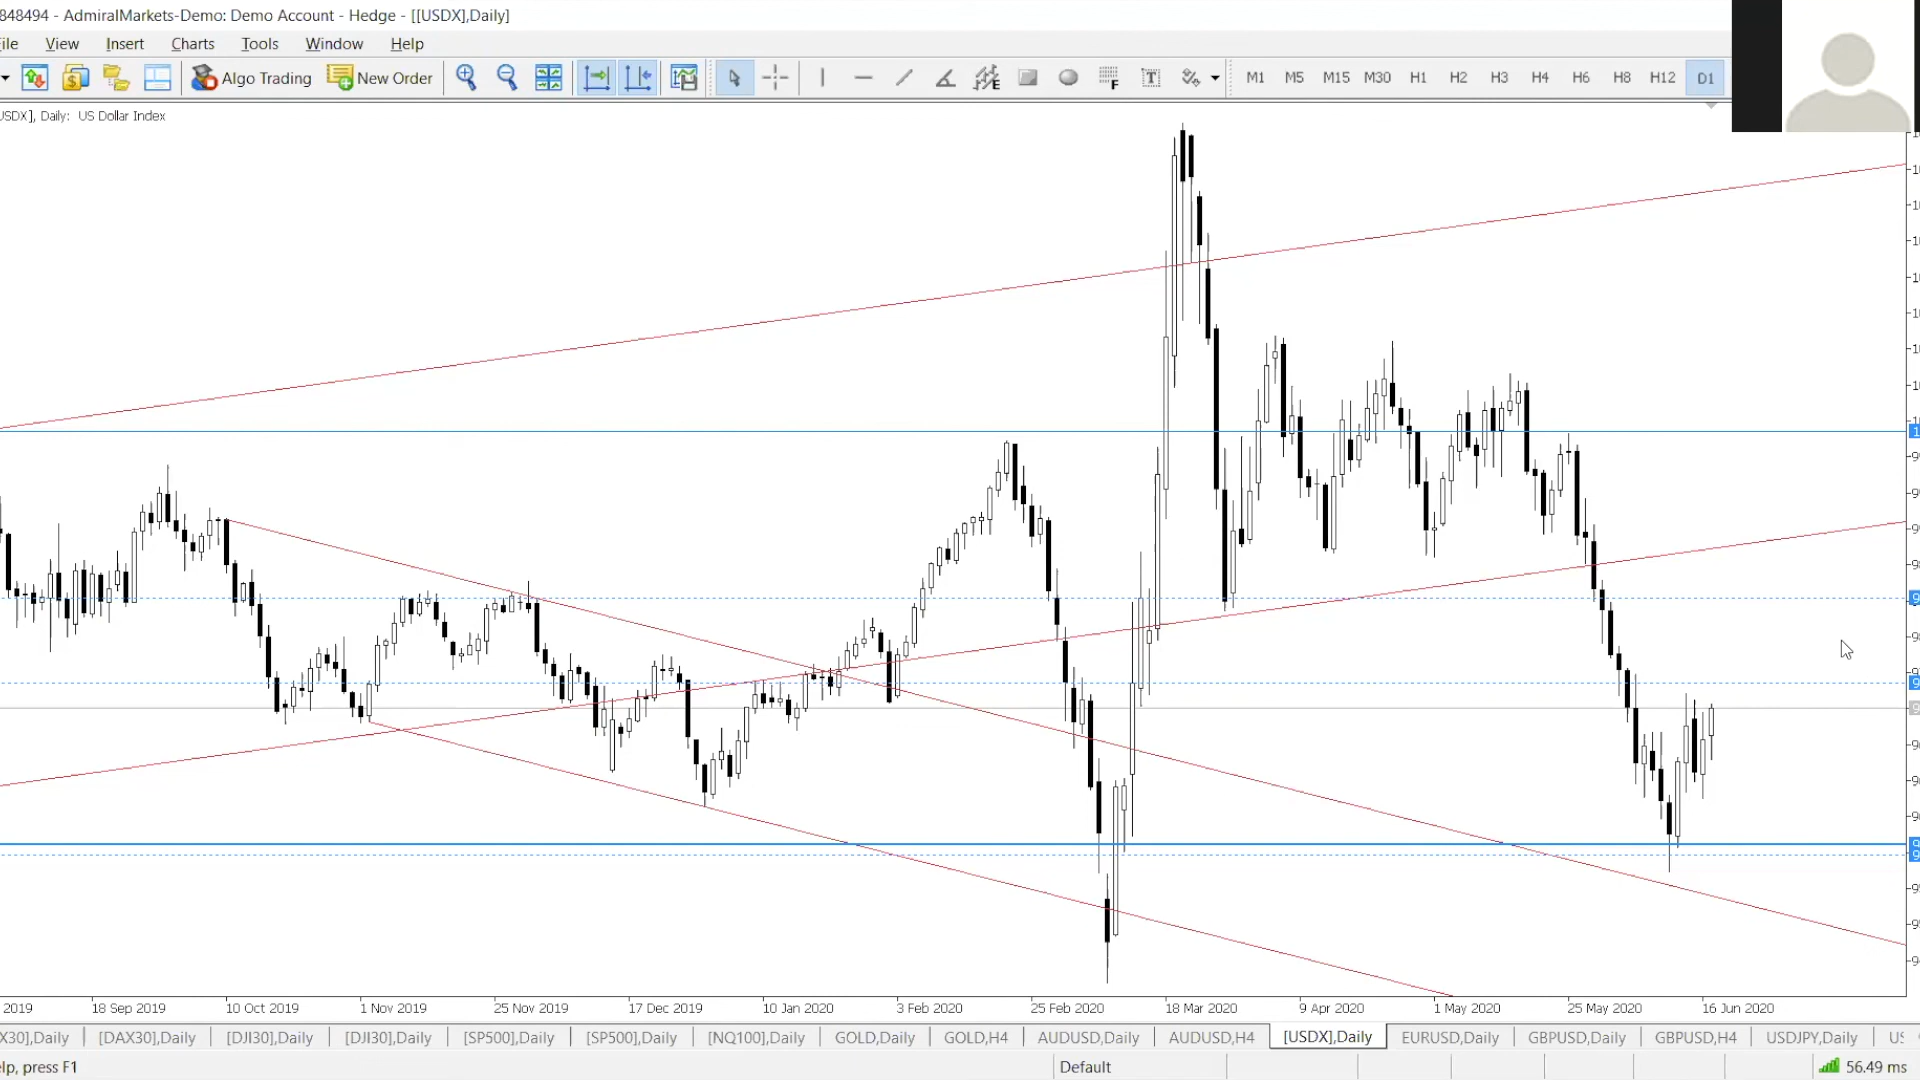 848494 - AdmiralMarkets-Demo: Demo Account - Hedge - [[USDX],Daily]
ile View Insert Charts Tools Window Help
Algo Trading New Order M1 M5 M15 M30 H1 H2 H3 H4 H6 H8 H12 D1
USDX], Daily: US Dollar Index
2019 18 Sep 2019 10 Oct 2019 1 Nov 2019 25 Nov 2019 17 Dec 2019 10 Jan 2020 3 Feb 2020 25 Feb 2020 18 Mar 2020 9 Apr 2020 1 May 2020 25 May 2020 16 Jun 2020
X30],Daily [DAX30],Daily [DJI30],Daily [DJI30],Daily [SP500],Daily [SP500],Daily [NQ100],Daily GOLD,Daily GOLD,H4 AUDUSD,Daily AUDUSD,H4 [USDX],Daily EURUSD,Daily GBPUSD,Daily GBPUSD,H4 USDJPY,Daily US
elp, press F1 Default 56.49 ms